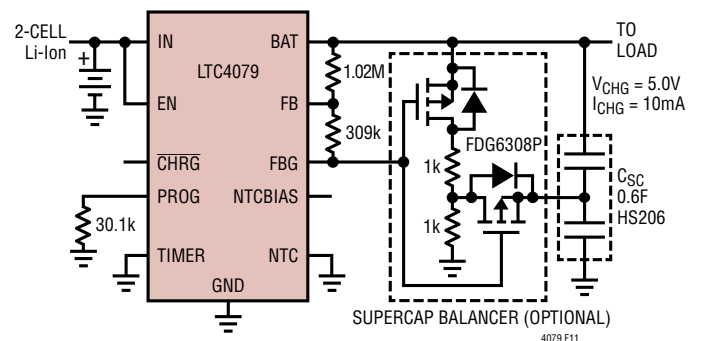 2-CELL
Li-Ion
+
IN
EN
CHRG
PROG
TIMER
GND
LTC4079
BAT
FB
FBG
NTCBIAS
NTC
30.1k
1.02M
309k
1k
1k
FDG6308P
TO
LOAD
VCHG = 5.0V
ICHG = 10mA
CSC
0.6F
HS206
SUPERCAP BALANCER (OPTIONAL)
4079 F11